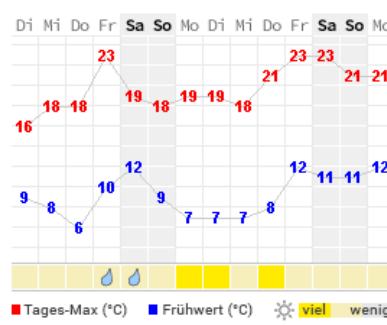 Di Mi Do Fr Sa So Mo Di Mi Do Fr Sa So Mo
23 23 23
16 18 18 19 18 19 19 18 21 21 21
9 8 6 10 12 9 7 7 7 8 12 11 11 12
Tages-Max (°C) Frühwert (°C) viel wenig